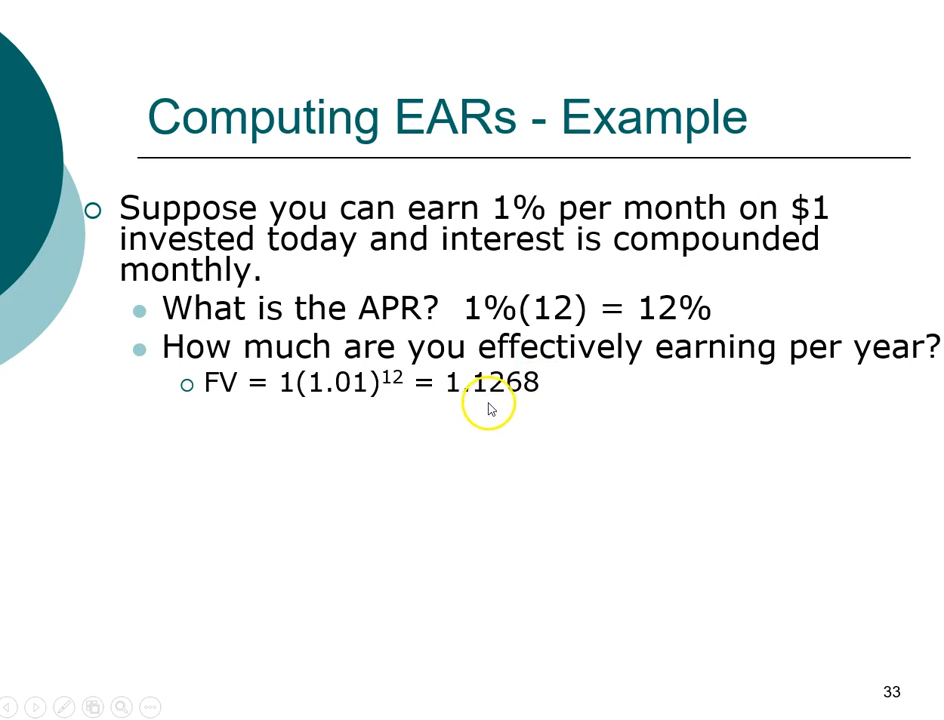 Computing EARs - Example
Suppose you can earn 1% per month on $1
invested today and interest is compounded
monthly.
What is the APR?  1%(12) = 12%
How much are you effectively earning per year?
FV = 1(1.01)¹² = 1.1268
33